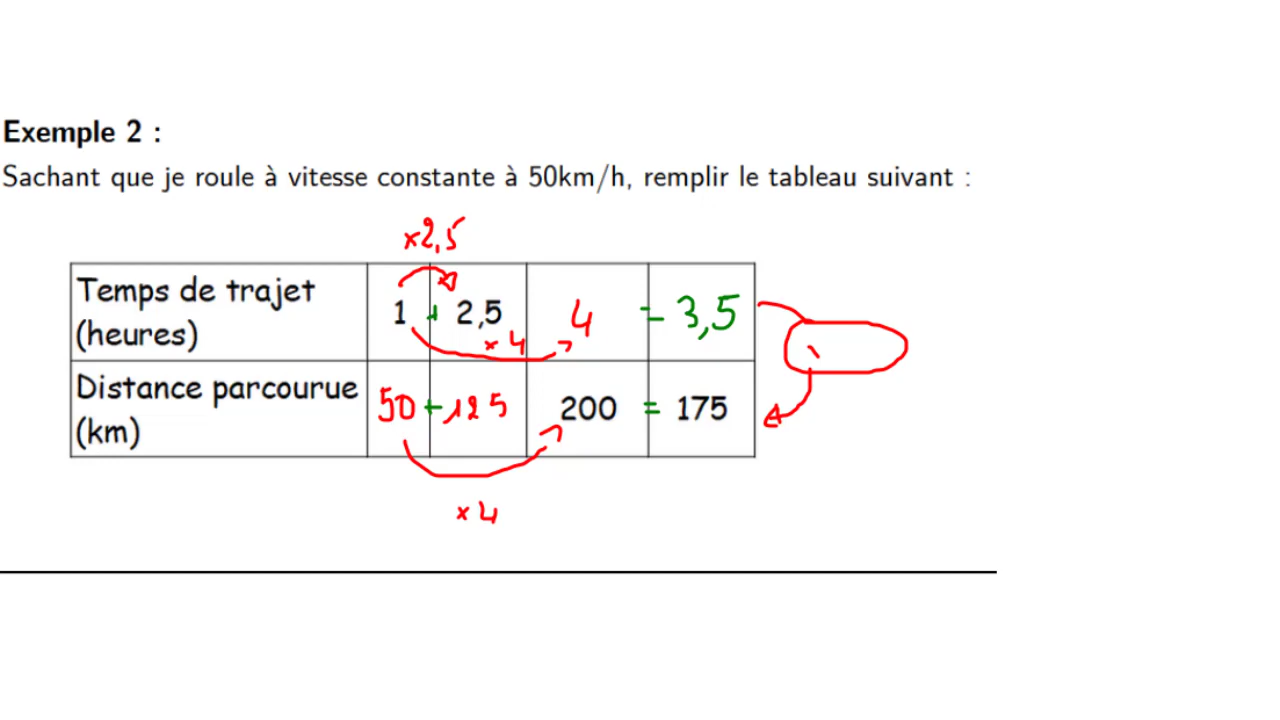 Exemple 2 :
Sachant que je roule à vitesse constante à 50km/h, remplir le tableau suivant :
×2,5
Temps de trajet (heures) 1 + 2,5 4 = 3,5
×4
Distance parcourue (km) 50 + 125 200 = 175
×4